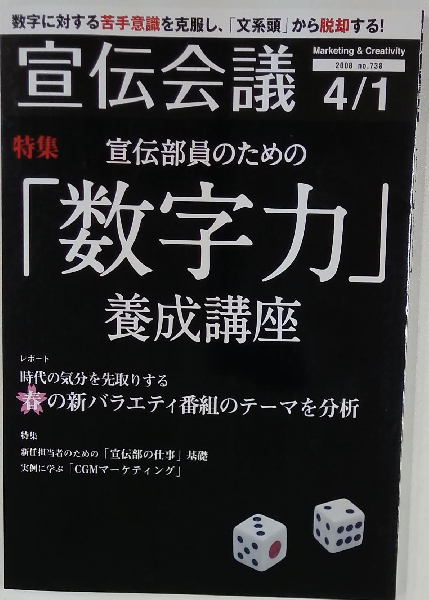 数字に対する苦手意識を克服し、「文系頭」から脱却する!
宣伝会議
Marketing & Creativity
2008 no.738
4/1
特集
宣伝部員のための
「数字力」
養成講座
レポート
時代の気分を先取りする
春の新バラエティ番組のテーマを分析
特集
新任担当者のための「宣伝部の仕事」基礎
実例に学ぶ「CGMマーケティング」